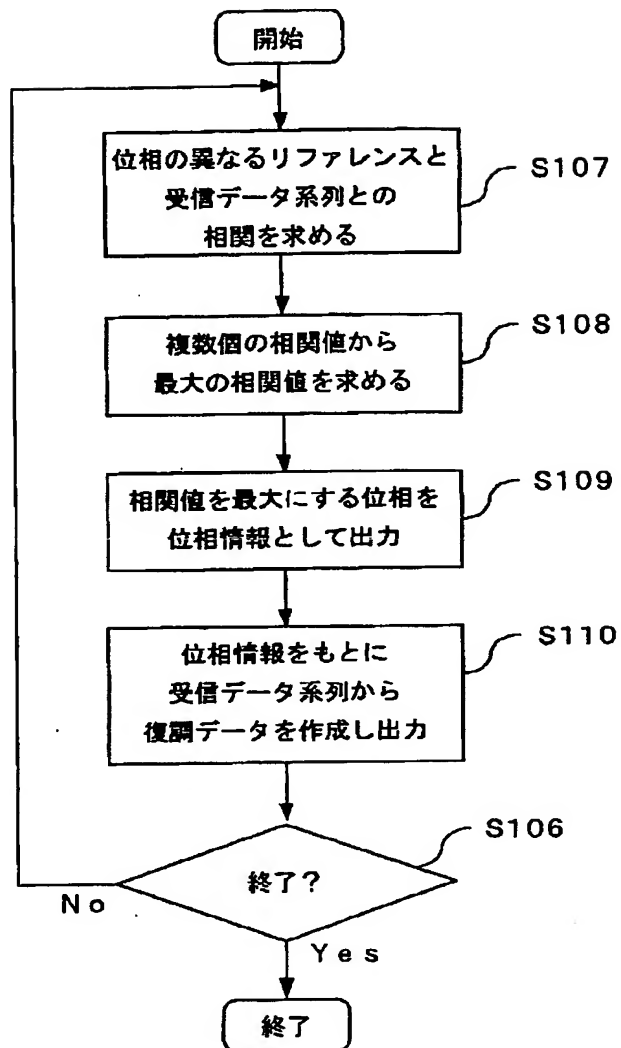 開始
位相の異なるリファレンスと
受信データ系列との
相関を求める
S107
複数個の相関値から
最大の相関値を求める
S108
相関値を最大にする位相を
位相情報として出力
S109
位相情報をもとに
受信データ系列から
復調データを作成し出力
S110
終了？
S106
No
Yes
終了